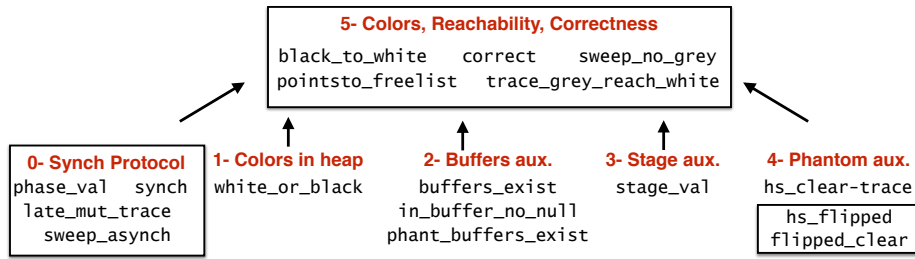 5- Colors, Reachability, Correctness
black_to_white correct sweep_no_grey
pointsto_freelist trace_grey_reach_white
0- Synch Protocol
phase_val synch
late_mut_trace
sweep_asynch
1- Colors in heap
white_or_black
2- Buffers aux.
buffers_exist
in_buffer_no_null
phant_buffers_exist
3- Stage aux.
stage_val
4- Phantom aux.
hs_clear-trace
hs_flipped
flipped_clear